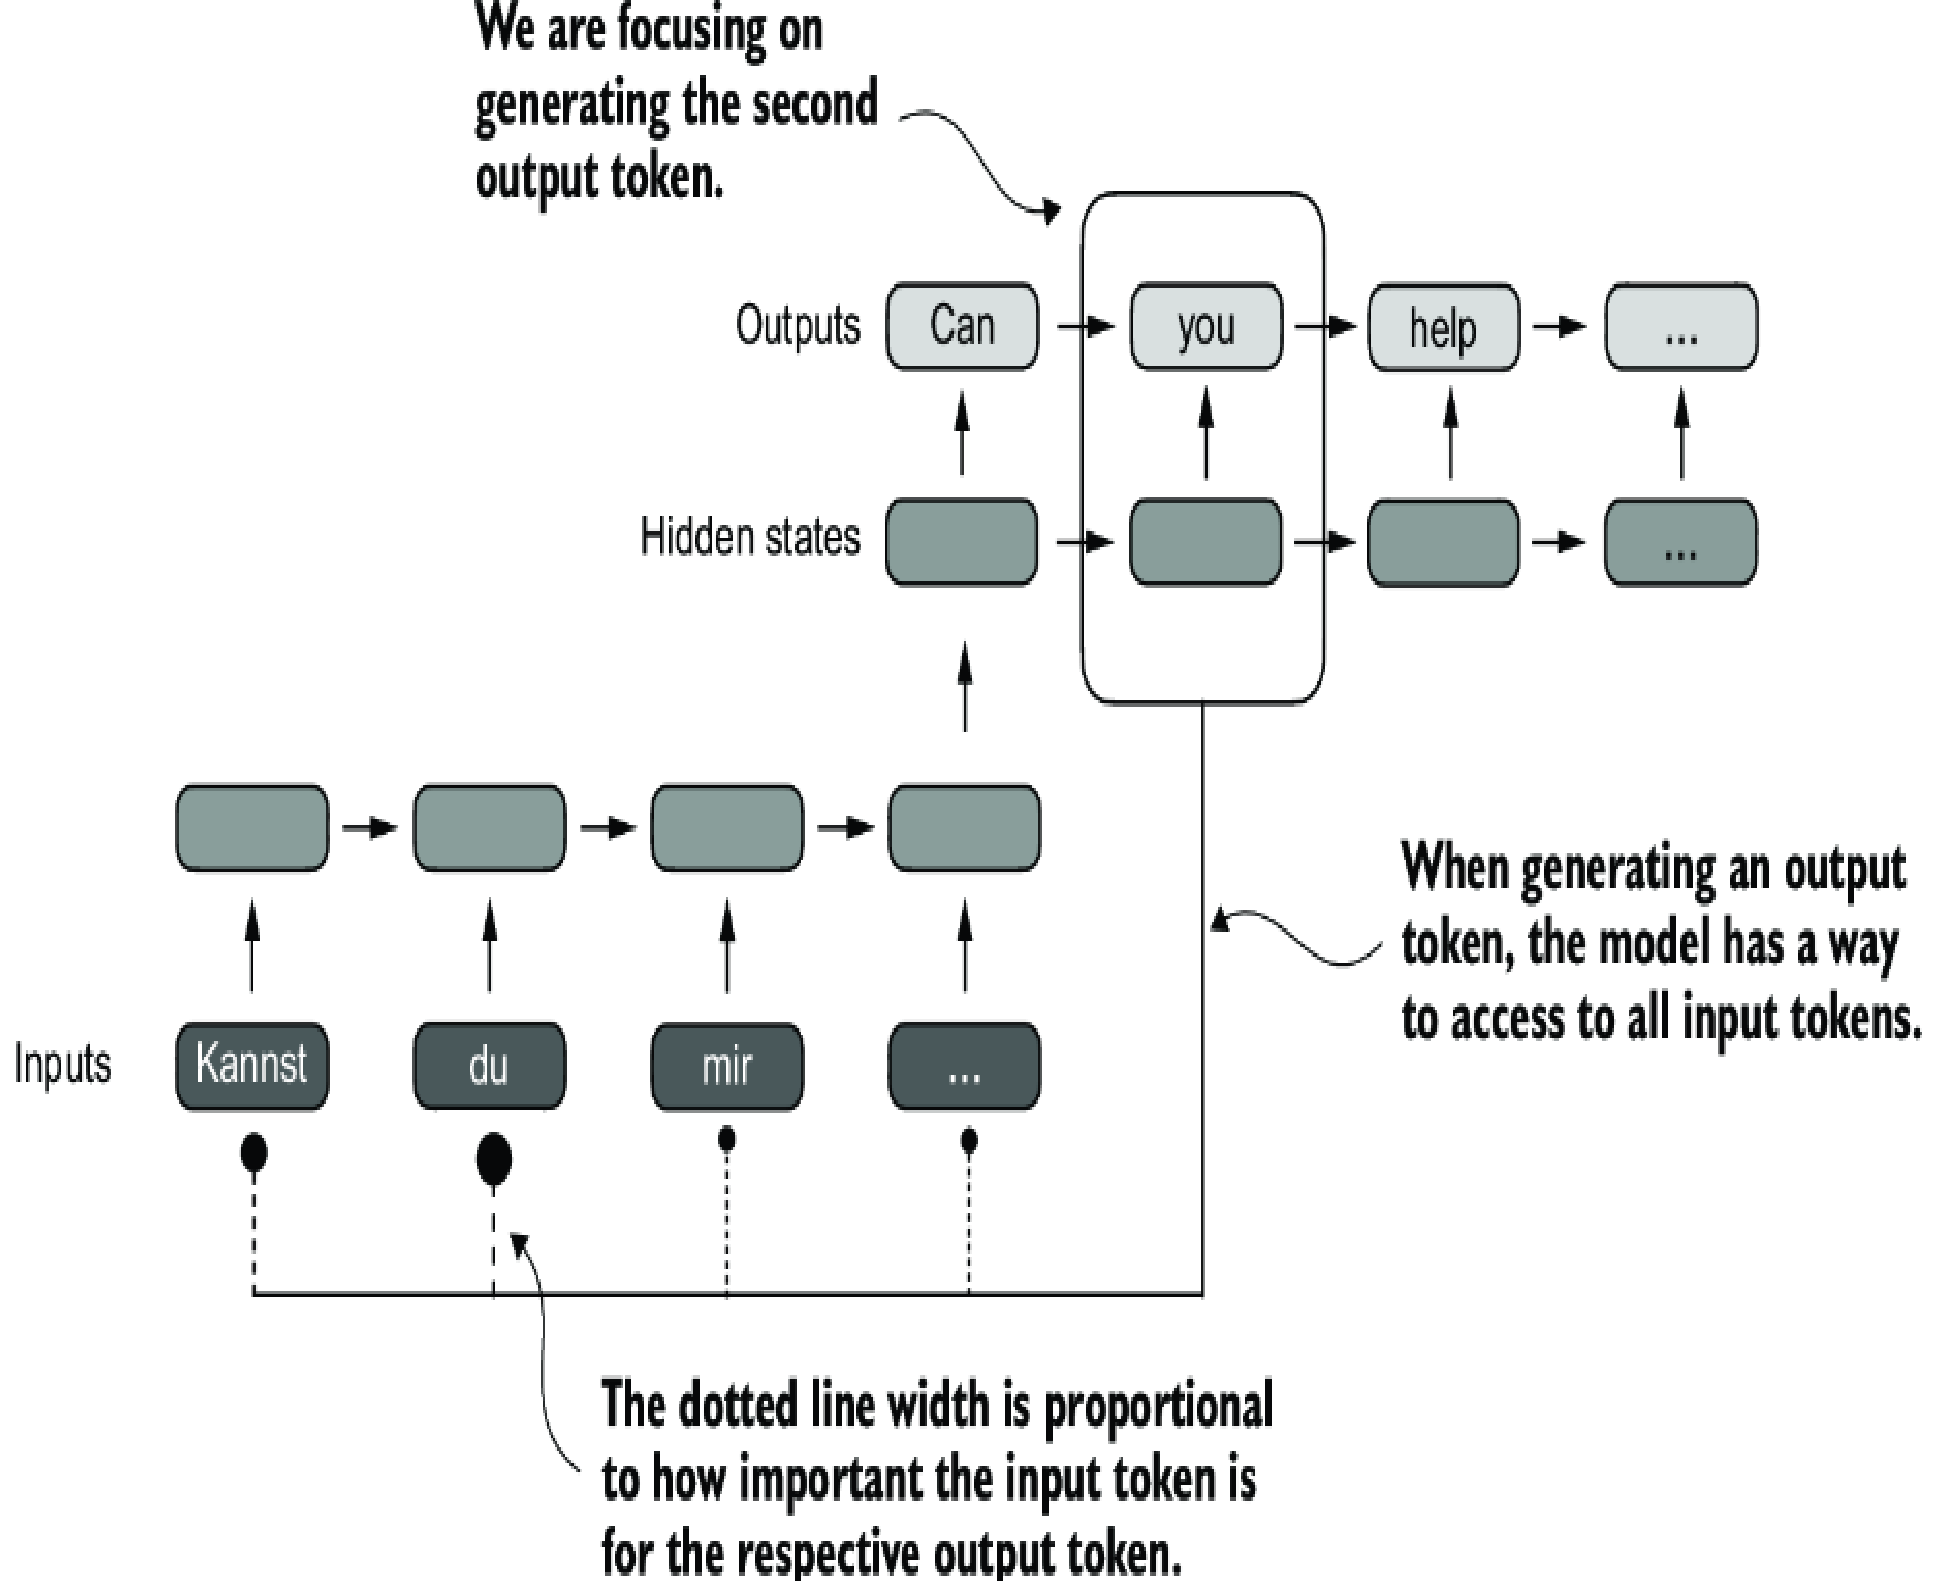 We are focusing on
generating the second
output token.
Outputs
Can
you
help
...
Hidden states
...
When generating an output
token, the model has a way
to access to all input tokens.
Inputs
Kannst
du
mir
...
The dotted line width is proportional
to how important the input token is
for the respective output token.